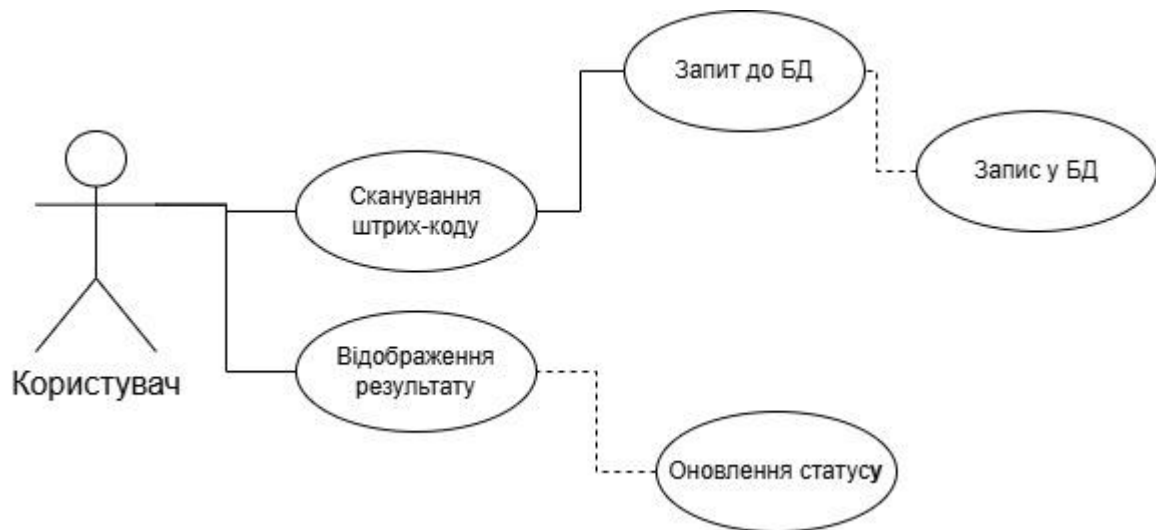 Запит до БД
Запис у БД
Сканування
штрих-коду
Відображення
результату
Користувач
Оновлення статусу